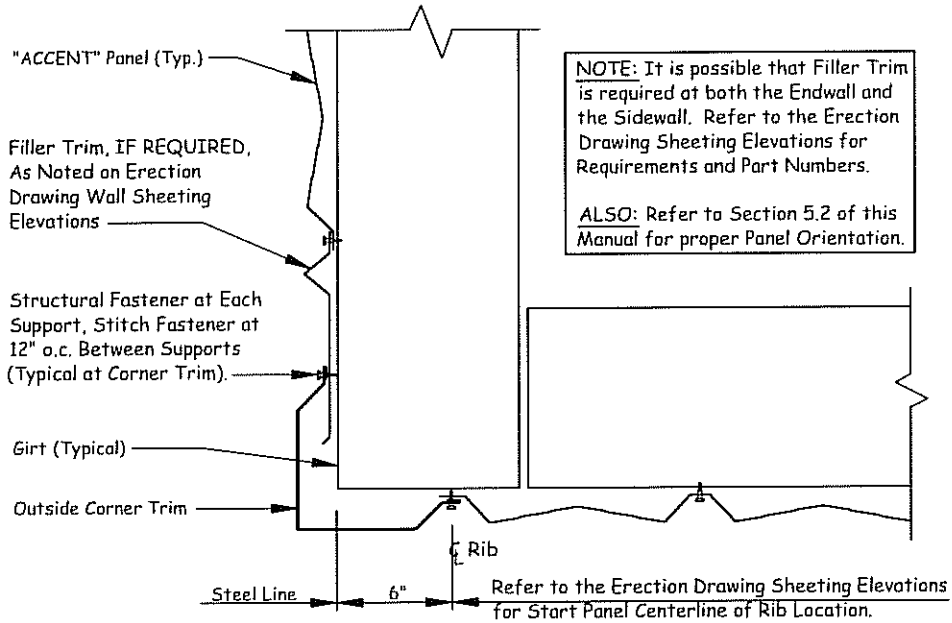 "ACCENT" Panel (Typ.)
Filler Trim, IF REQUIRED,
As Noted on Erection
Drawing Wall Sheeting
Elevations
Structural Fastener at Each
Support, Stitch Fastener at
12" o.c. Between Supports
(Typical at Corner Trim).
Girt (Typical)
Outside Corner Trim
NOTE: It is possible that Filler Trim
is required at both the Endwall and
the Sidewall. Refer to the Erection
Drawing Sheeting Elevations for
Requirements and Part Numbers.
ALSO: Refer to Section 5.2 of this
Manual for proper Panel Orientation.
℄ Rib
Steel Line
6"
Refer to the Erection Drawing Sheeting Elevations
for Start Panel Centerline of Rib Location.